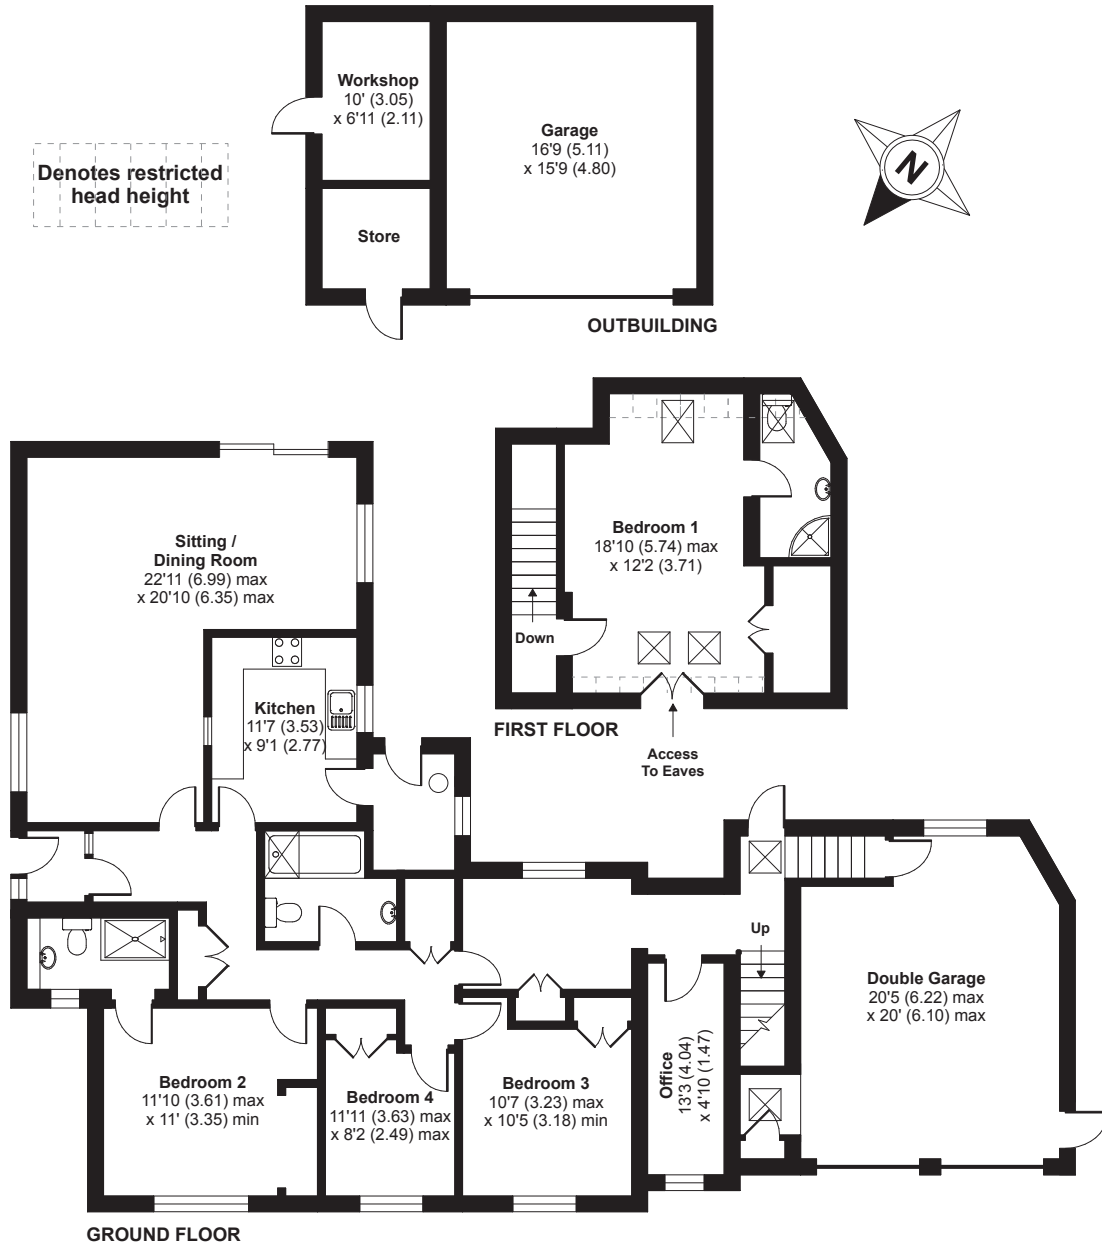 Workshop
10' (3.05)
x 6'11 (2.11)
Garage
16'9 (5.11)
x 15'9 (4.80)
Denotes restricted
head height
N
Store
OUTBUILDING
Sitting /
Dining Room
22'11 (6.99) max
x 20'10 (6.35) max
Bedroom 1
18'10 (5.74) max
x 12'2 (3.71)
Down
Kitchen
11'7 (3.53)
x 9'1 (2.77)
FIRST FLOOR
Access
To Eaves
Up
Double Garage
20'5 (6.22) max
x 20' (6.10) max
Bedroom 2
11'10 (3.61) max
x 11' (3.35) min
Bedroom 4
11'11 (3.63) max
x 8'2 (2.49) max
Bedroom 3
10'7 (3.23) max
x 10'5 (3.18) min
Office
13'3 (4.04)
x 4'10 (1.47)
GROUND FLOOR